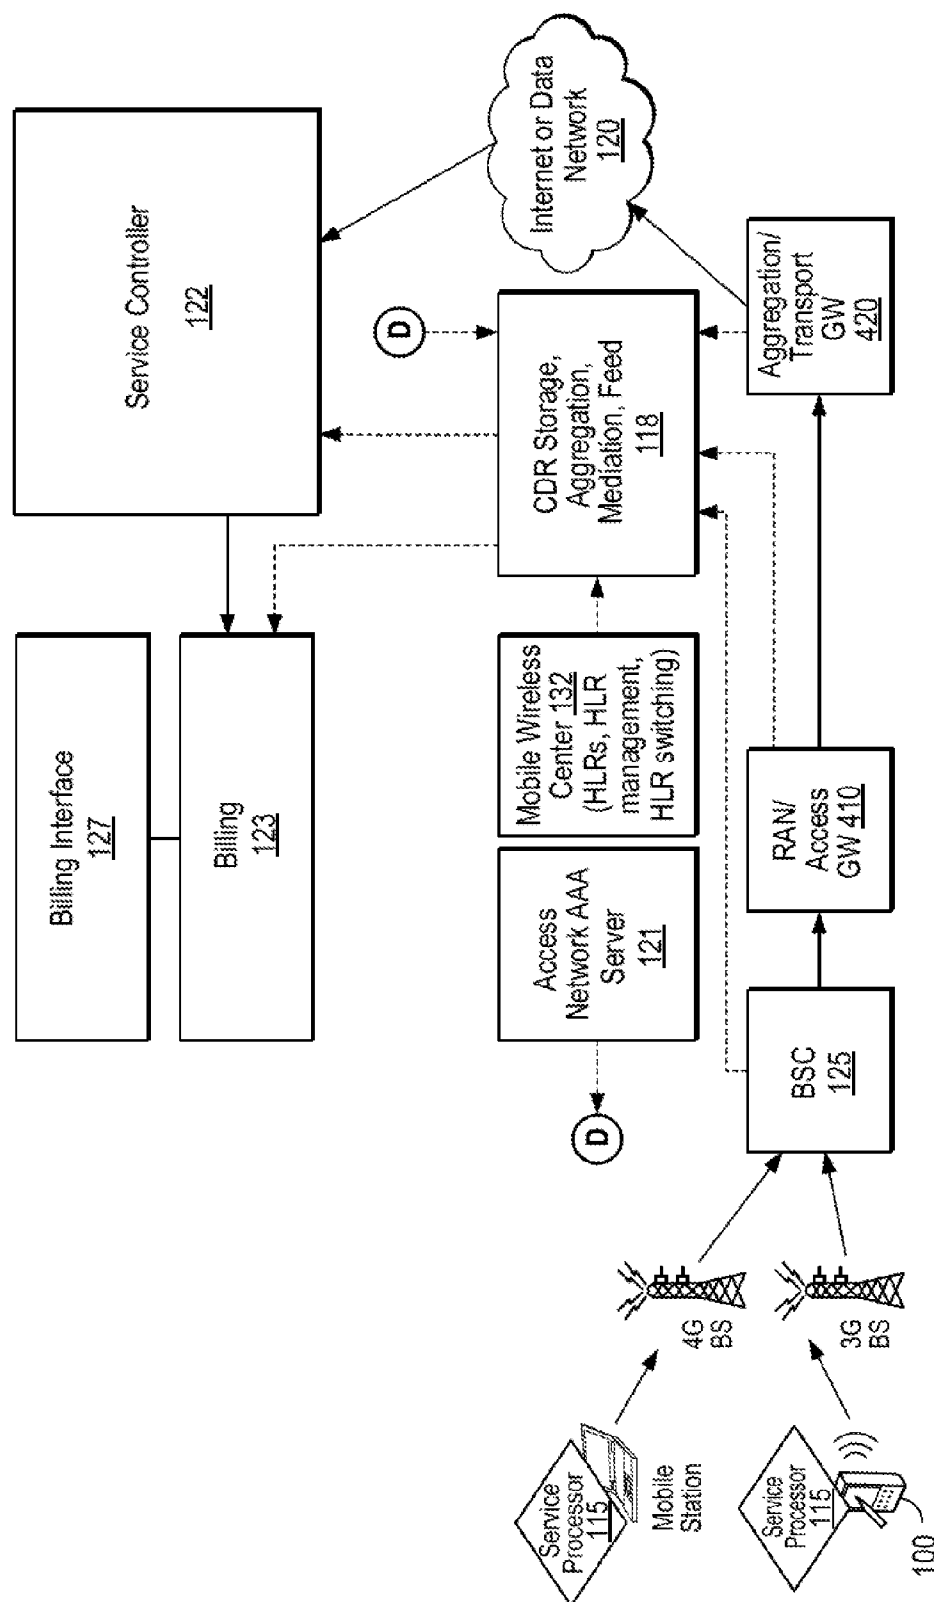 Billing Interface
127
Billing
123
Service Controller
122
D
Access
Network AAA
Server
121
Mobile Wireless
Center 132
(HLRs, HLR
management,
HLR switching)
CDR Storage,
Aggregation,
Mediation, Feed
118
D
Internet or Data
Network
120
Service
Processor
115
Mobile
Station
4G
BS
Service
Processor
115
100
3G
BS
BSC
125
RAN/
Access
GW 410
Aggregation/
Transport
GW
420